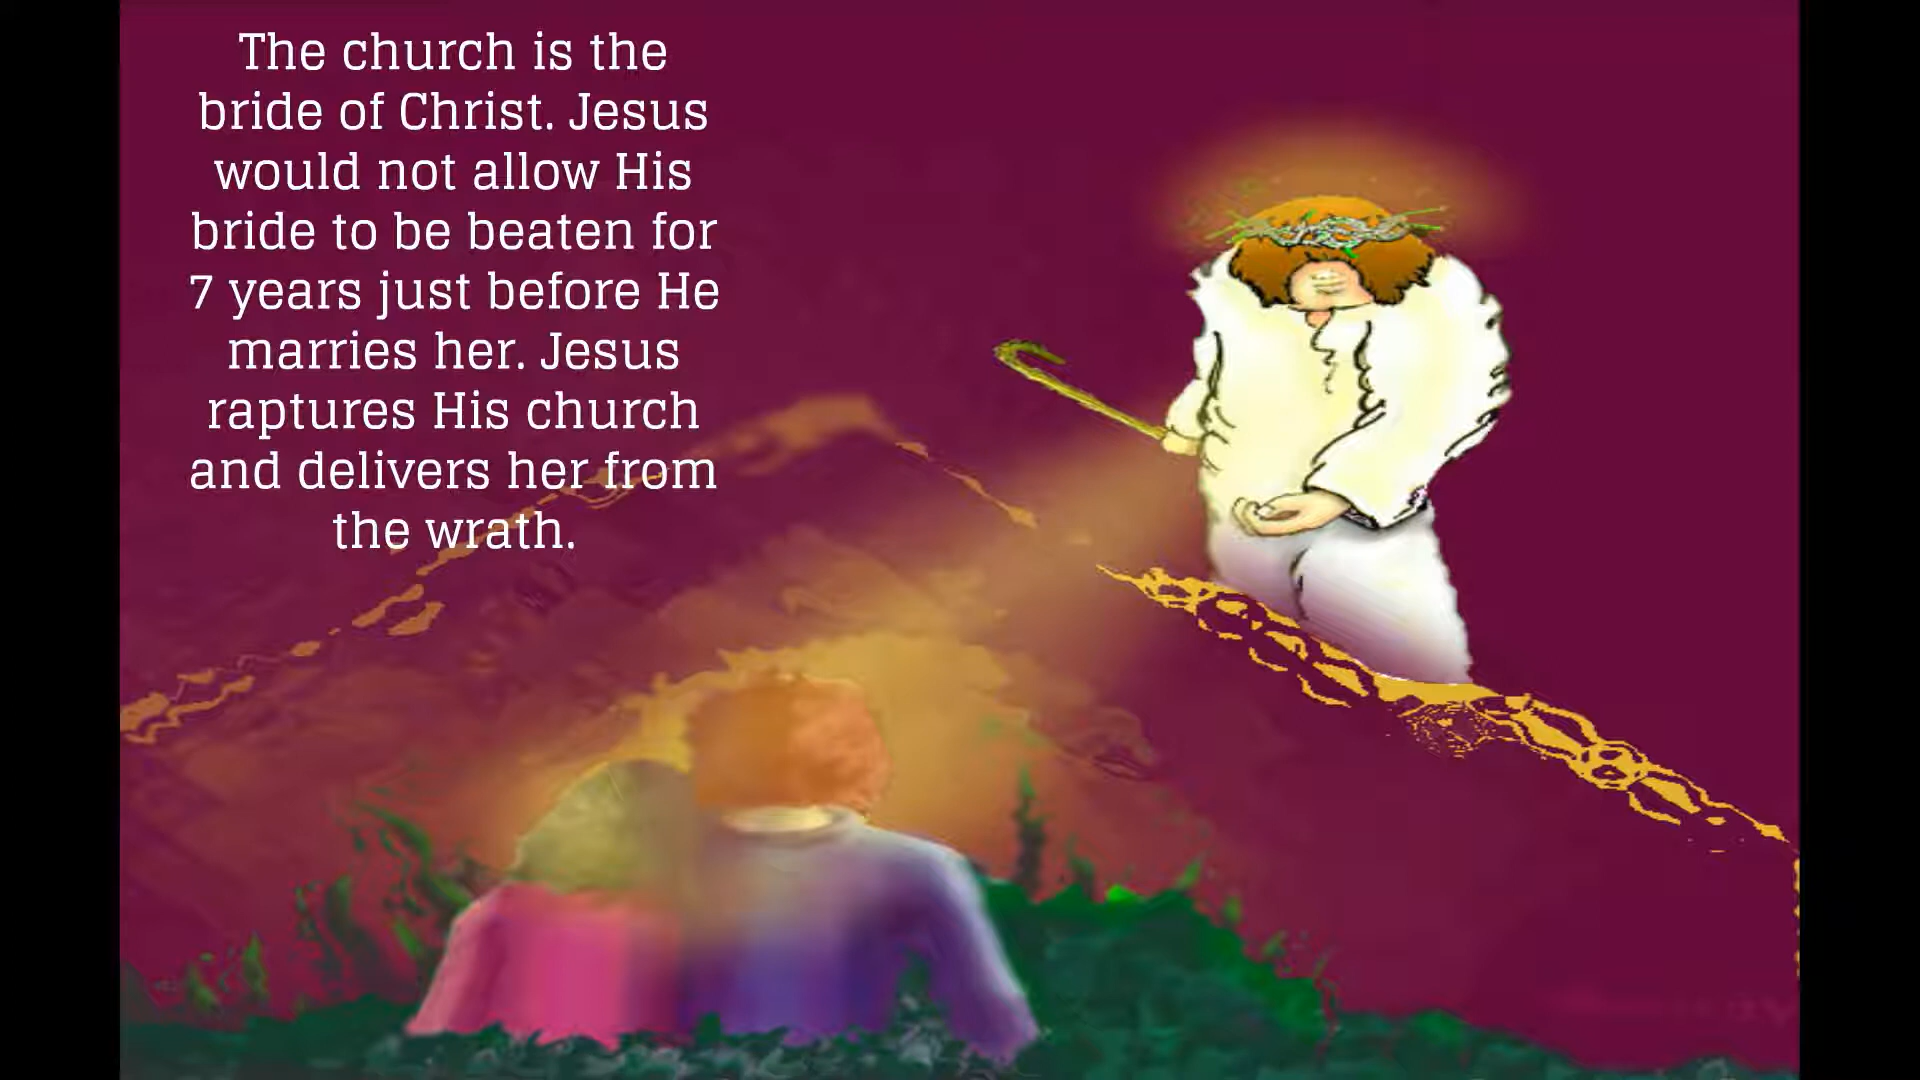 The church is the
bride of Christ. Jesus
would not allow His
bride to be beaten for
7 years just before He
marries her. Jesus
raptures His church
and delivers her from
the wrath.